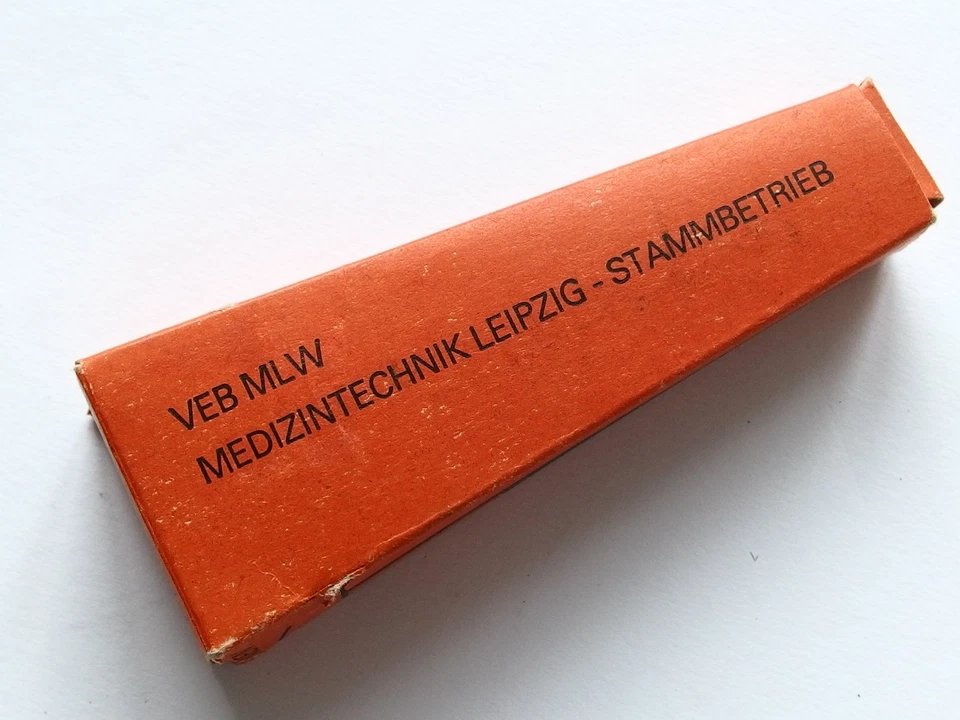 VEB MLW
MEDIZINTECHNIK LEIPZIG - STAMMBETRIEB